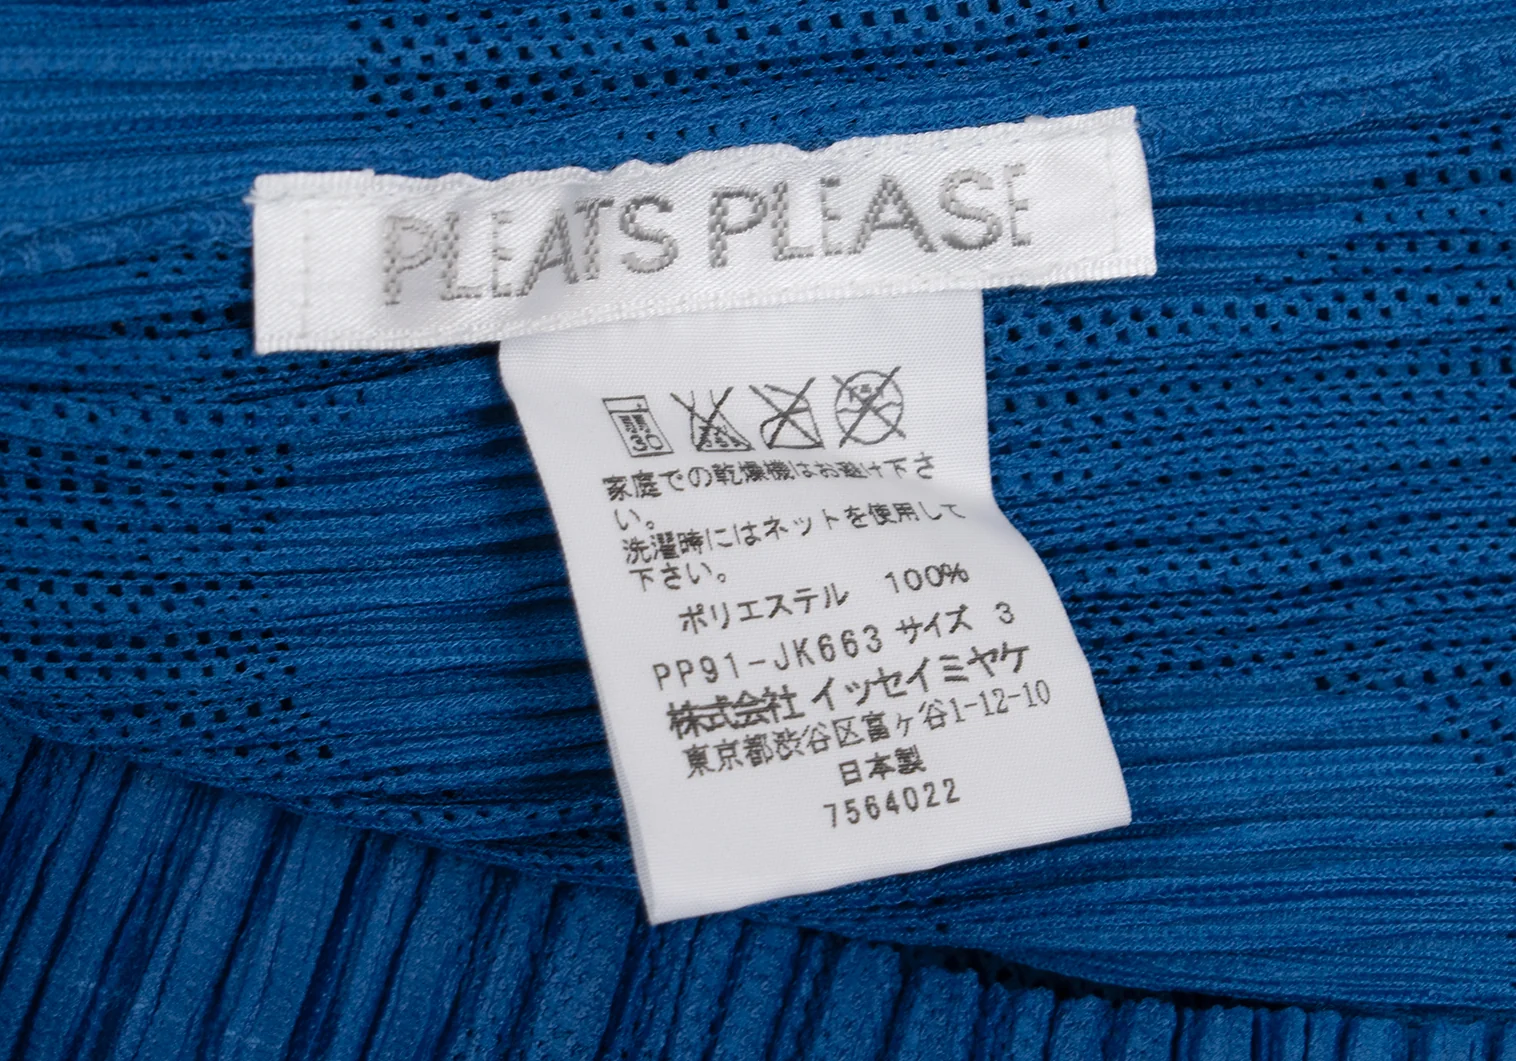 PLEATS PLEASE
30
家庭での乾燥機はお避け下さ
い。
洗濯時にはネットを使用して
下さい。
ポリエステル 100%
PP91-JK663 サイズ 3
株式会社 イッセイミヤケ
東京都渋谷区富ヶ谷1-12-10
日本製
7564022